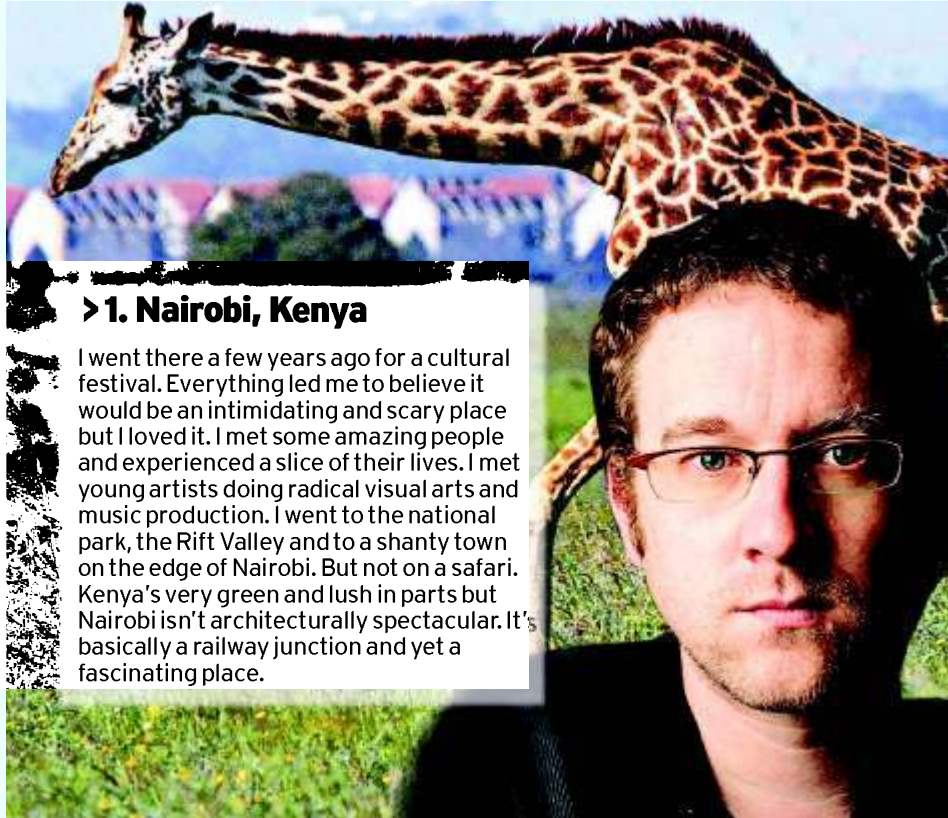 >1. Nairobi, Kenya
I went there a few years ago for a cultural
festival. Everything led me to believe it
would be an intimidating and scary place
but I loved it. I met some amazing people
and experienced a slice of their lives. I met
young artists doing radical visual arts and
music production. I went to the national
park, the Rift Valley and to a shanty town
on the edge of Nairobi. But not on a safari.
Kenya's very green and lush in parts but
Nairobi isn't architecturally spectacular. It's
basically a railway junction and yet a
fascinating place.